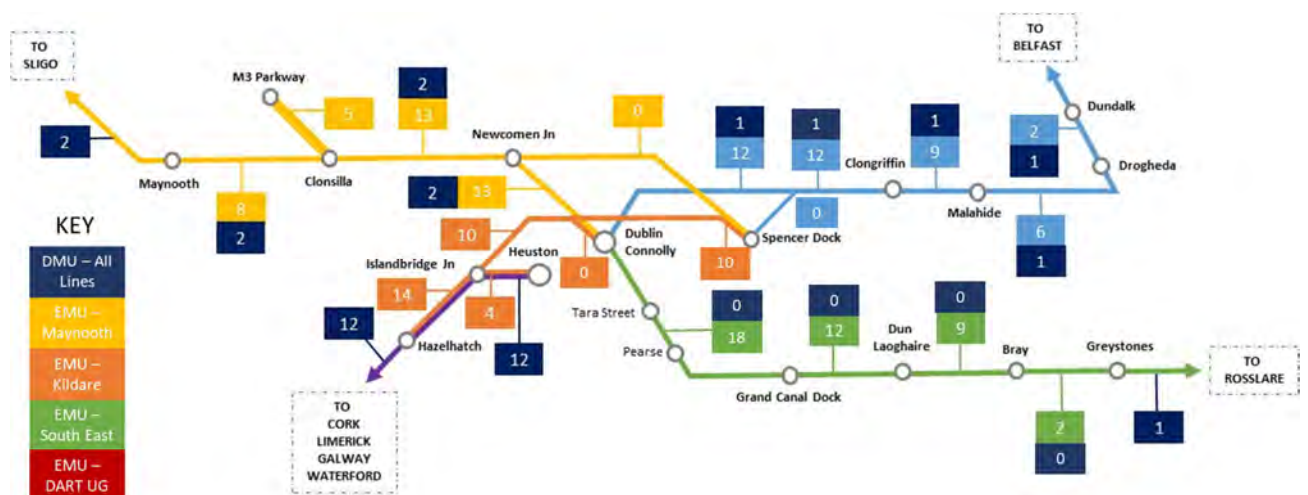 TO
SLIGO
M3 Parkway
2
5
2
13
Newcomen Jn
0
1
12
1
12
Clongriffin
1
9
TO
BELFAST
Dundalk
2
1
Drogheda
Maynooth
Clonsilla
8
2
2
13
0
Malahide
6
1
KEY
DMU – All
Lines
EMU –
Maynooth
EMU –
Kildare
EMU –
South East
EMU –
DART UG
10
Heuston
Islandbridge Jn
14
4
12
Hazelhatch
12
0
Dublin
Connolly
10
Spencer Dock
Tara Street
Pearse
0
18
0
12
Dun
Laoghaire
0
9
Bray
Greystones
Grand Canal Dock
2
0
1
TO
ROSSLARE
TO
CORK
LIMERICK
GALWAY
WATERFORD